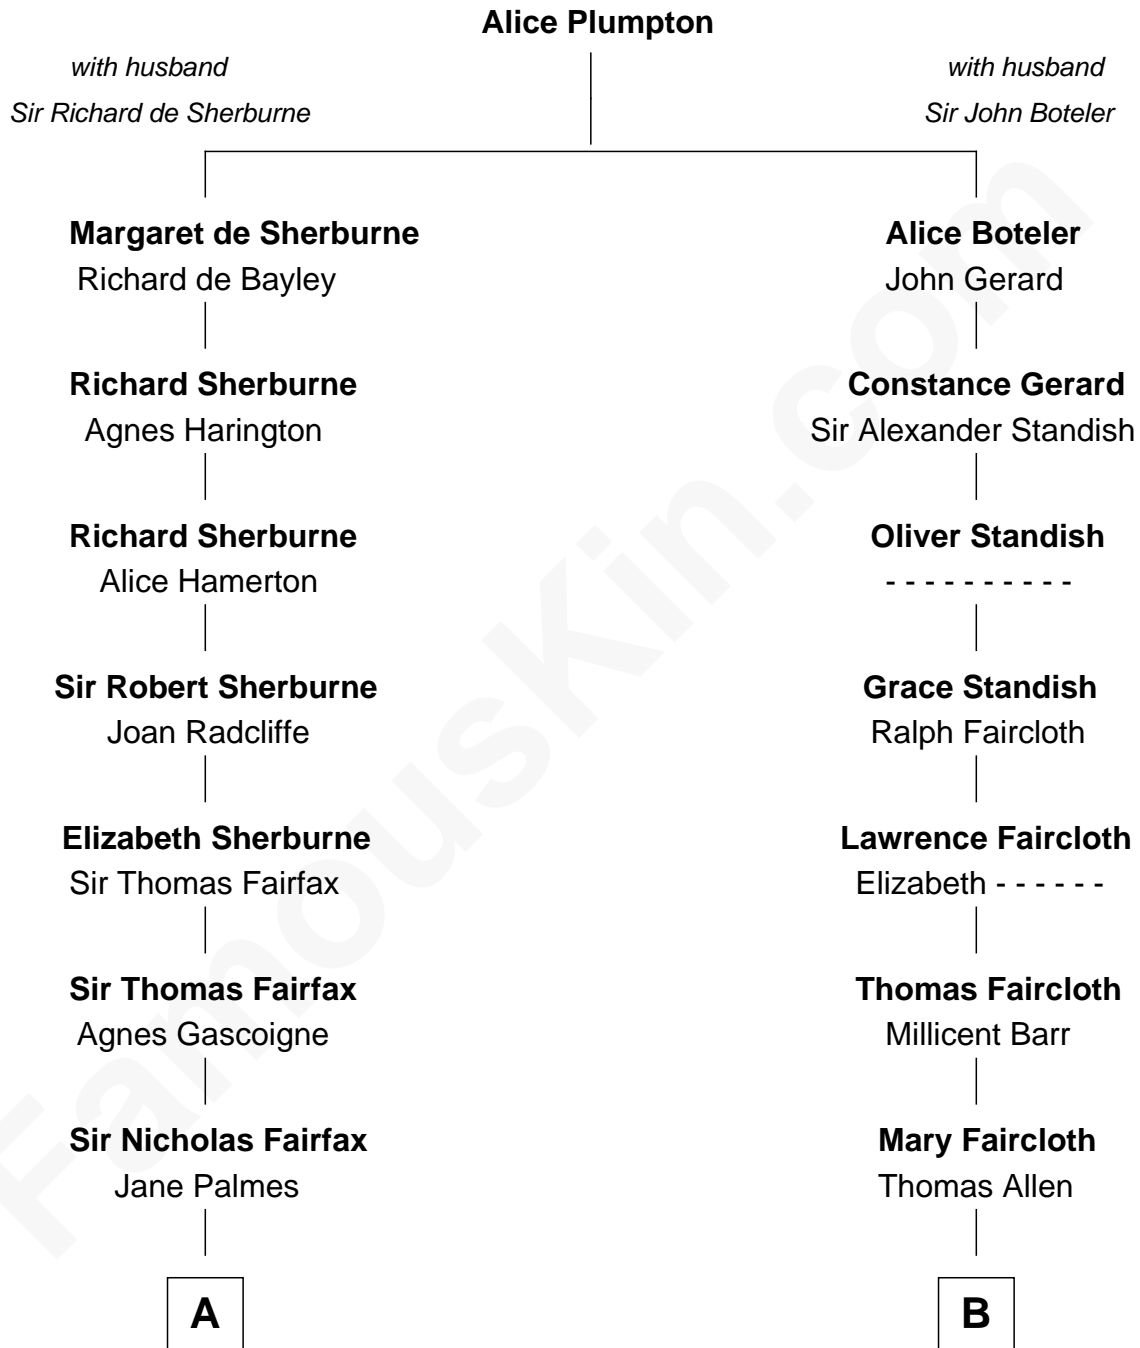 Alice Plumpton
with husband
Sir Richard de Sherburne
with husband
Sir John Boteler
Margaret de Sherburne
Richard de Bayley
Alice Boteler
John Gerard
Richard Sherburne
Agnes Harington
Constance Gerard
Sir Alexander Standish
Richard Sherburne
Alice Hamerton
Oliver Standish
- - - - - - - - - -
Sir Robert Sherburne
Joan Radcliffe
Grace Standish
Ralph Faircloth
Elizabeth Sherburne
Sir Thomas Fairfax
Lawrence Faircloth
Elizabeth - - - - - -
Sir Thomas Fairfax
Agnes Gascoigne
Thomas Faircloth
Millicent Barr
Sir Nicholas Fairfax
Jane Palmes
Mary Faircloth
Thomas Allen
A
B
FamousKin.com